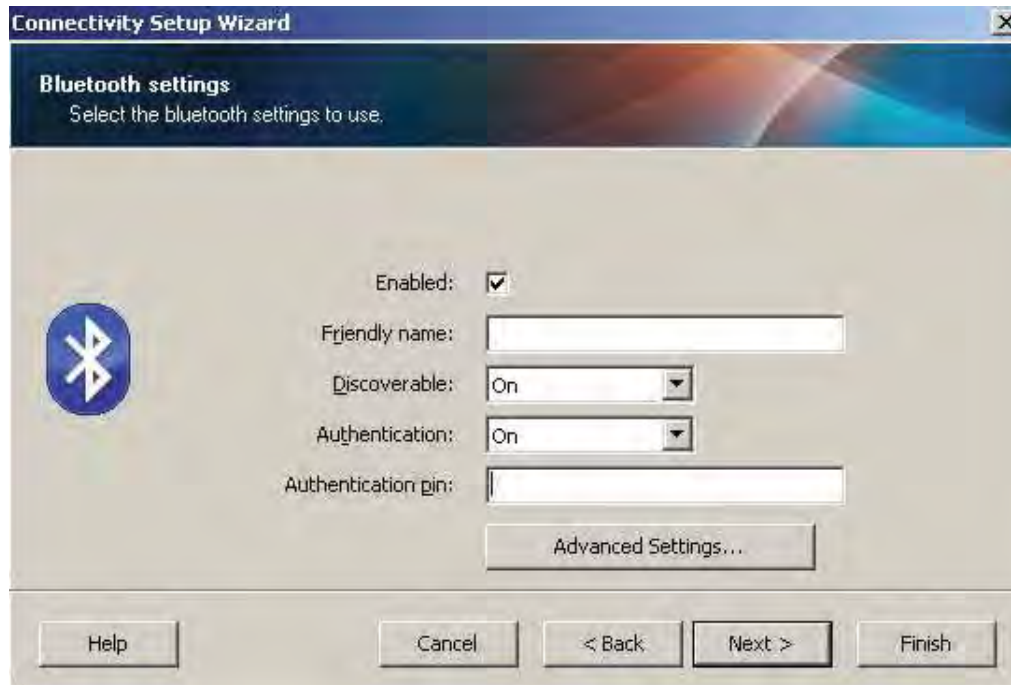 Connectivity Setup Wizard
Bluetooth settings
Select the bluetooth settings to use.
Enabled:
Friendly name:
Discoverable: On
Authentication: On
Authentication pin:
Advanced Settings...
Help Cancel < Back Next > Finish